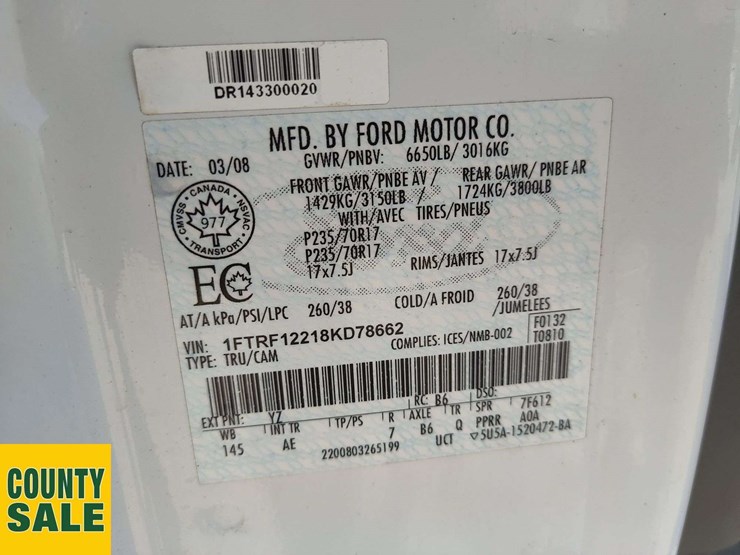 DR143300020
MFD. BY FORD MOTOR CO.
DATE: 03/08 GVWR/PNBV: 6650LB/ 3016KG
FRONT GAWR/PNBE AV / REAR GAWR/ PNBE AR
1429KG/3150LB 1724KG/3800LB
WITH/AVEC TIRES/PNEUS
P235/70R17
P235/70R17
17x7.5J RIMS/JANTES 17x7.5J
CANADA
CMVSS NSVAC
977
TRANSPORT
EC
AT/A kPa/PSI/LPC 260/38 COLD/A FROID 260/38
/JUMELEES
VIN: 1FTRF12218KD78662 COMPLIES: ICES/NMB-002 F0132
TYPE: TRU/CAM T0810
EXT PNT: YZ RC: B6 DSO:
WB INT TR TP/PS R AXLE TR SPR 7F612
145 AE 7 B6 Q PPRR A0A
2200803265199 UCT ▽5U5A-1520472-BA
COUNTY
SALE